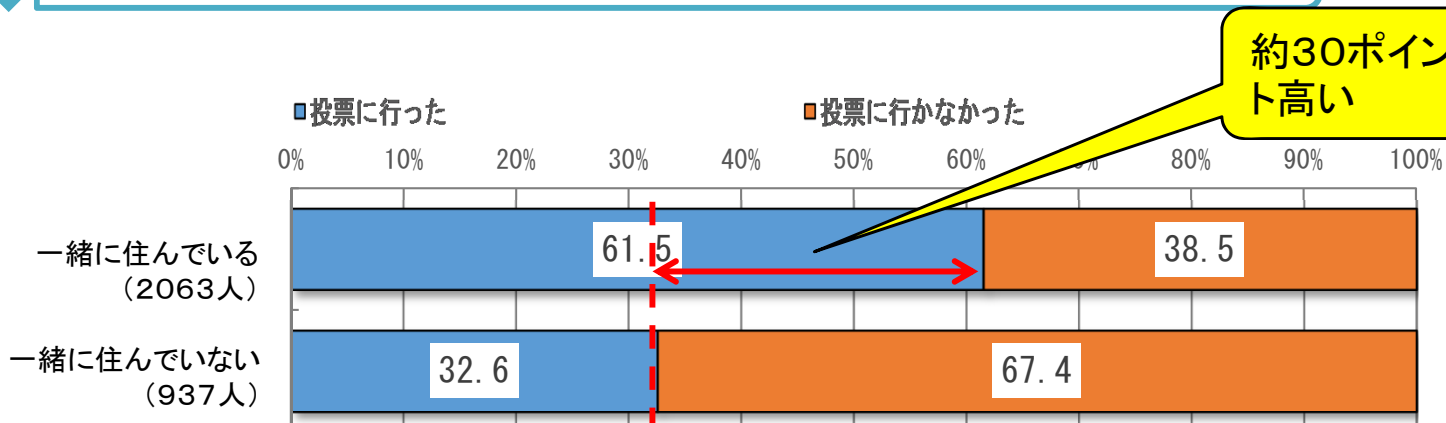 約30ポイン
ト高い
投票に行った 投票に行かなかった
0% 10% 20% 30% 40% 50% 60% 80% 90% 100%
一緒に住んでいる
（2063人）
61.5 38.5
一緒に住んでいない
（937人）
32.6 67.4